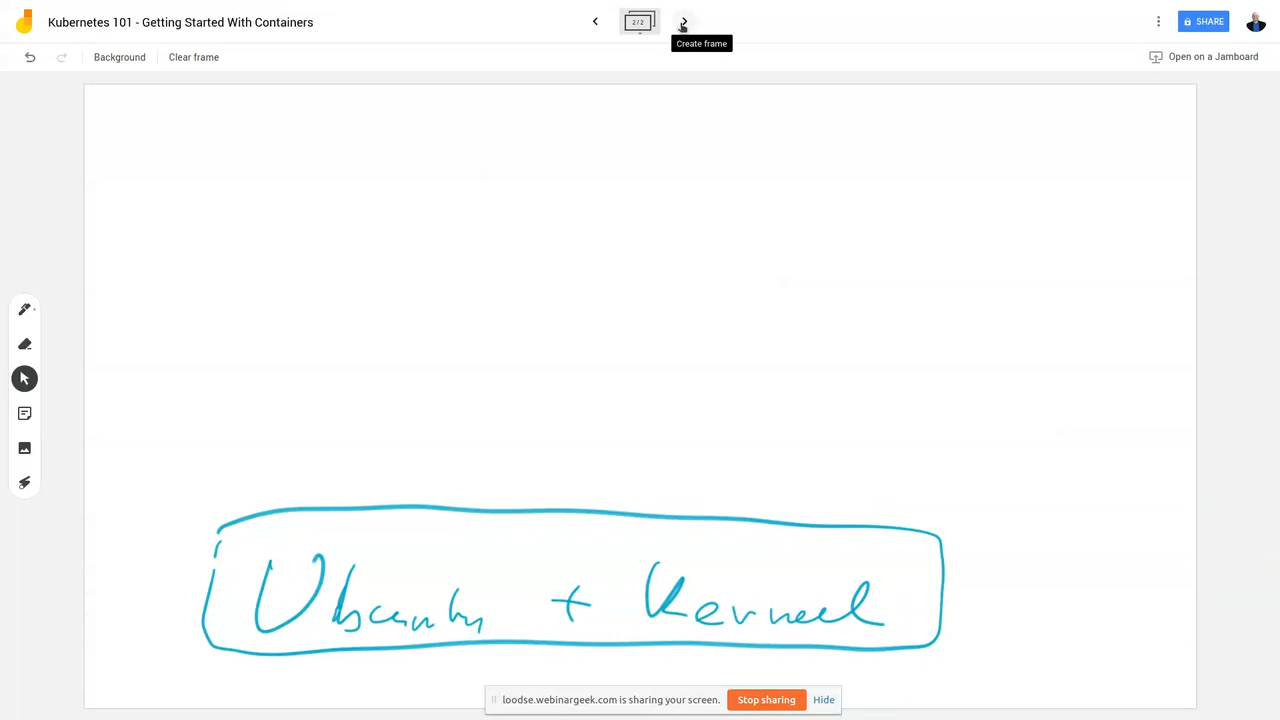 Kubernetes 101 - Getting Started With Containers
2 / 2
SHARE
Create frame
Background
Clear frame
Open on a Jamboard
Ubuntu + Kernel
loodse.webinargeek.com is sharing your screen.
Stop sharing
Hide